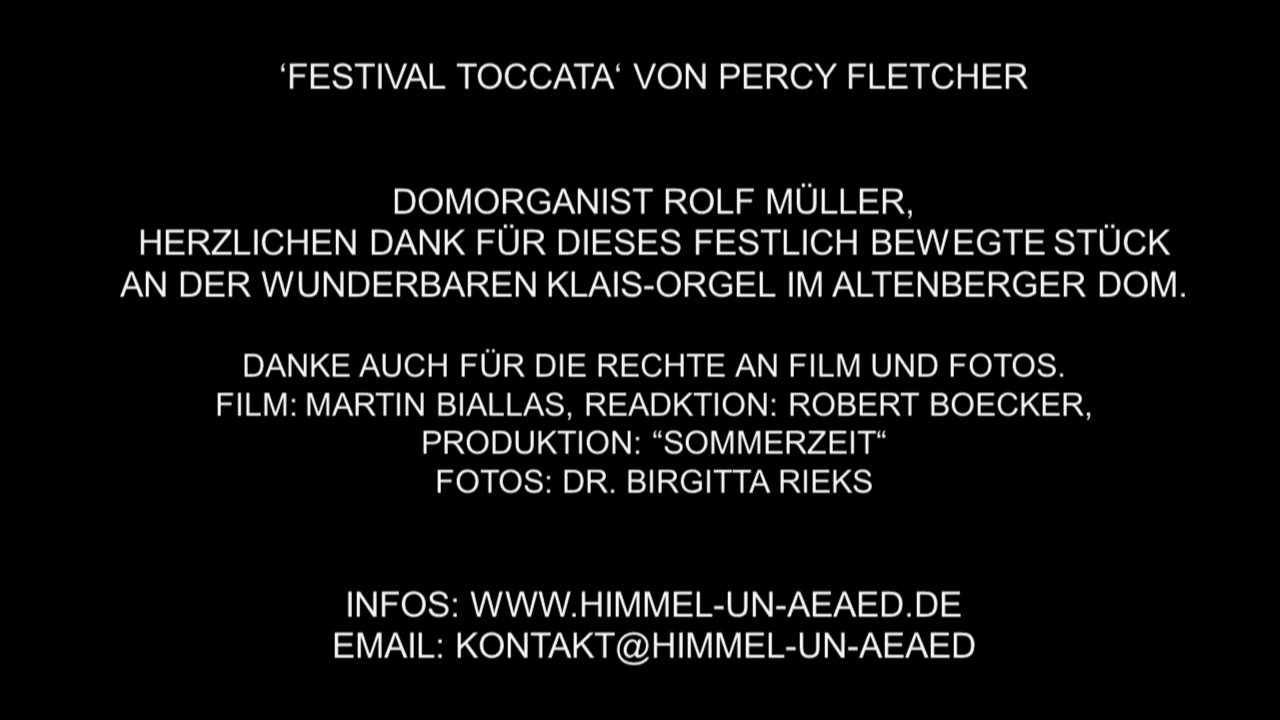 ‘FESTIVAL TOCCATA‘ VON PERCY FLETCHER
DOMORGANIST ROLF MÜLLER,
HERZLICHEN DANK FÜR DIESES FESTLICH BEWEGTE STÜCK
AN DER WUNDERBAREN KLAIS-ORGEL IM ALTENBERGER DOM.
DANKE AUCH FÜR DIE RECHTE AN FILM UND FOTOS.
FILM: MARTIN BIALLAS, READKTION: ROBERT BOECKER,
PRODUKTION: “SOMMERZEIT“
FOTOS: DR. BIRGITTA RIEKS
INFOS: WWW.HIMMEL-UN-AEAED.DE
EMAIL: KONTAKT@HIMMEL-UN-AEAED